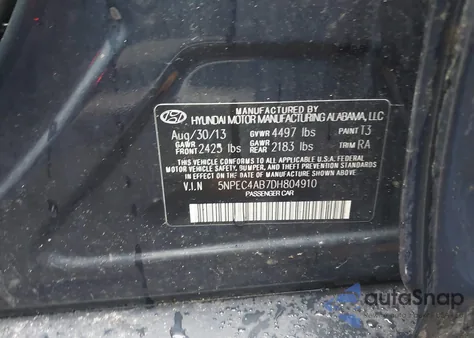 MANUFACTURED BY
HYUNDAI MOTOR MANUFACTURING ALABAMA, LLC
Aug/30/13 GVWR 4497 lbs PAINT T3
GAWR FRONT 2425 lbs GAWR REAR 2183 lbs TRIM RA
THIS VEHICLE CONFORMS TO ALL APPLICABLE U.S.A. FEDERAL
MOTOR VEHICLE SAFETY, BUMPER, AND THEFT PREVENTION STANDARDS
IN EFFECT ON THE DATE OF MANUFACTURE SHOWN ABOVE.
V.I.N 5NPEC4AB7DH804910
PASSENGER CAR
autoSnap